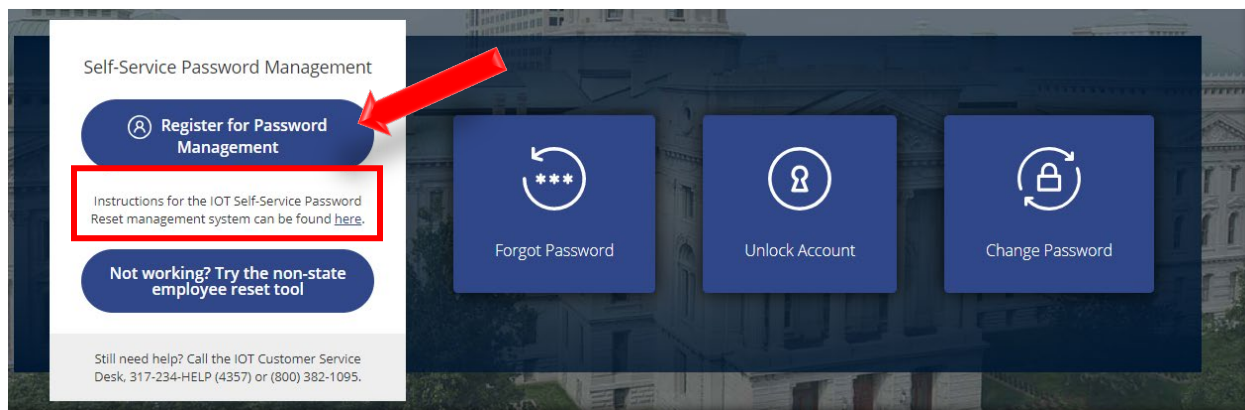 Self-Service Password Management
Register for Password
Management
Instructions for the IOT Self-Service Password
Reset management system can be found here.
Not working? Try the non-state
employee reset tool
Still need help? Call the IOT Customer Service
Desk, 317-234-HELP (4357) or (800) 382-1095.
***
Forgot Password
Unlock Account
Change Password